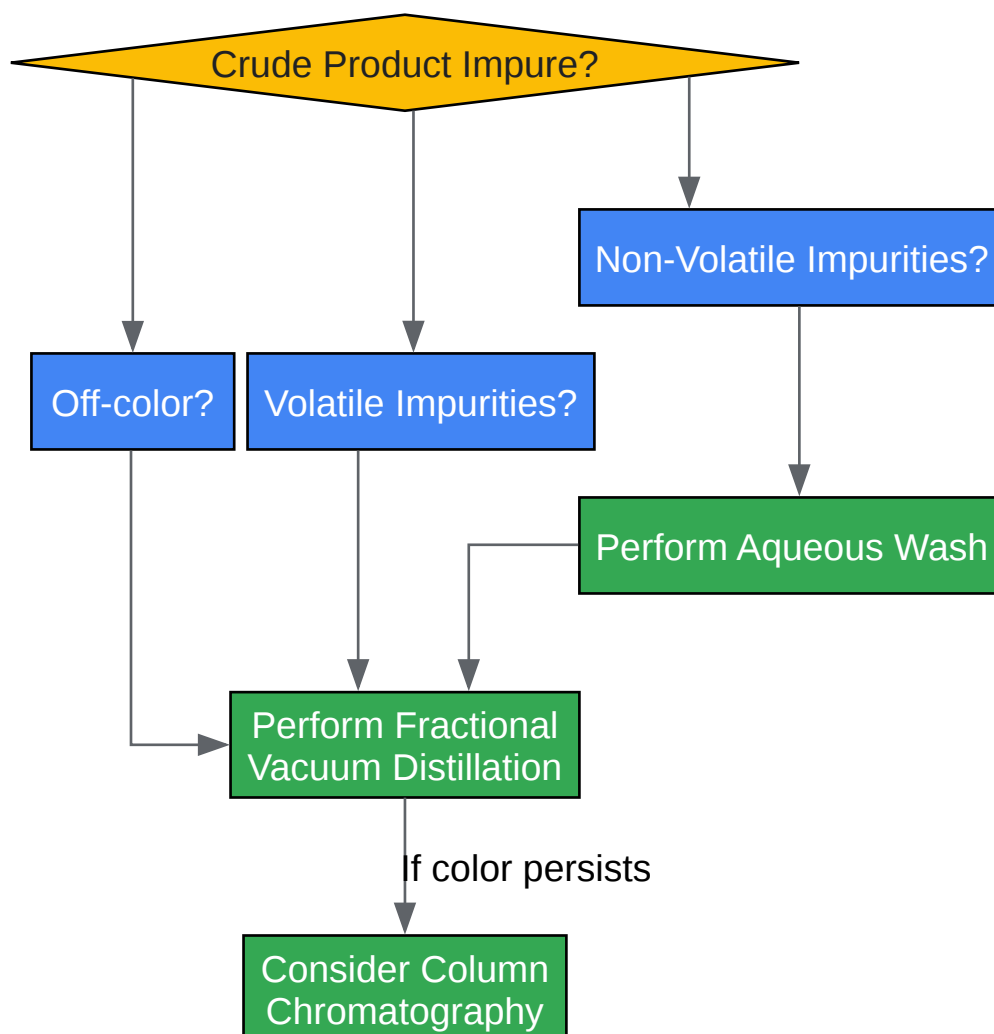 Crude Product Impure?
Non-Volatile Impurities?
Off-color?
Volatile Impurities?
Perform Aqueous Wash
Perform Fractional
Vacuum Distillation
If color persists
Consider Column
Chromatography